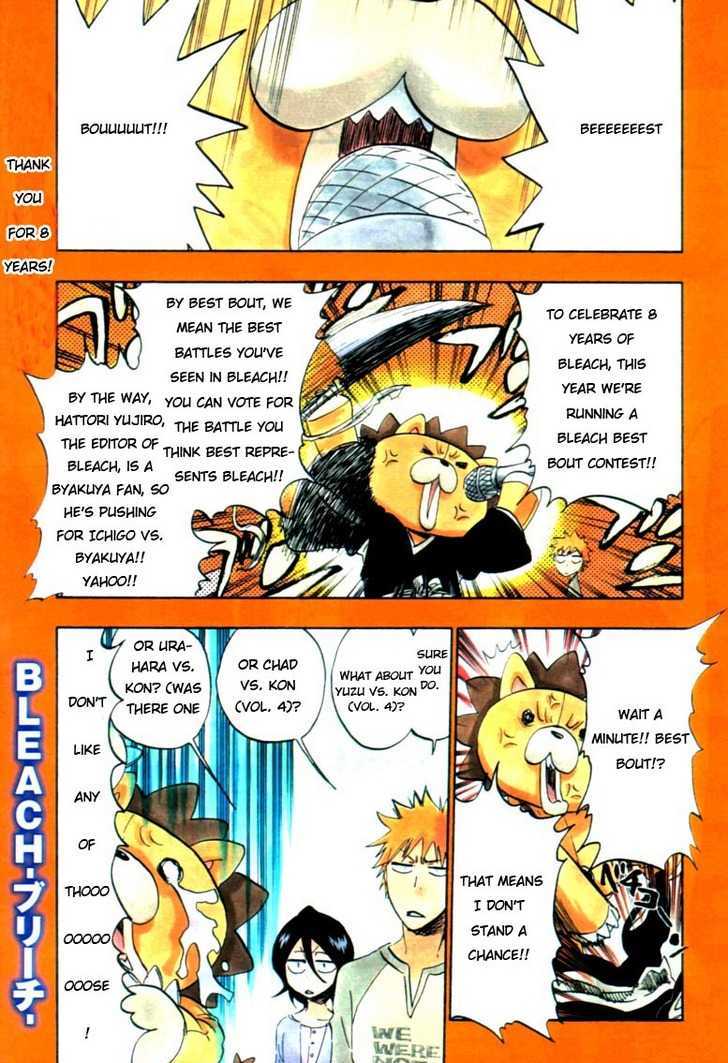 BEEEEEEEST
BOUUUUUT!!!
THANK
YOU
FOR 8
YEARS!
TO CELEBRATE 8
YEARS OF
BLEACH, THIS
YEAR WE'RE
RUNNING A
BLEACH BEST
BOUT CONTEST!!
BY BEST BOUT, WE
MEAN THE BEST
BATTLES YOU'VE
SEEN IN BLEACH!!
YOU CAN VOTE FOR
THE BATTLE YOU
THINK BEST REPRE-
SENTS BLEACH!!
BY THE WAY,
HATTORI YUJIRO,
THE EDITOR OF
BLEACH, IS A
BYAKUYA FAN, SO
HE'S PUSHING
FOR ICHIGO VS.
BYAKUYA!!
YAHOO!!
WAIT A
MINUTE!! BEST
BOUT!?
THAT MEANS
I DON'T
STAND A
CHANCE!!
ベチコ
SURE
YOU
DO.
WHAT ABOUT
YUZU VS. KON
(VOL. 4)?
OR CHAD
VS. KON
(VOL. 4)?
OR URA-
HARA VS.
KON? (WAS
THERE ONE
I
DON'T
LIKE
ANY
OF
THOOO
OOOOO
OOOSE
!
WE
WERE
NOT
BLEACH-ブリーチ-